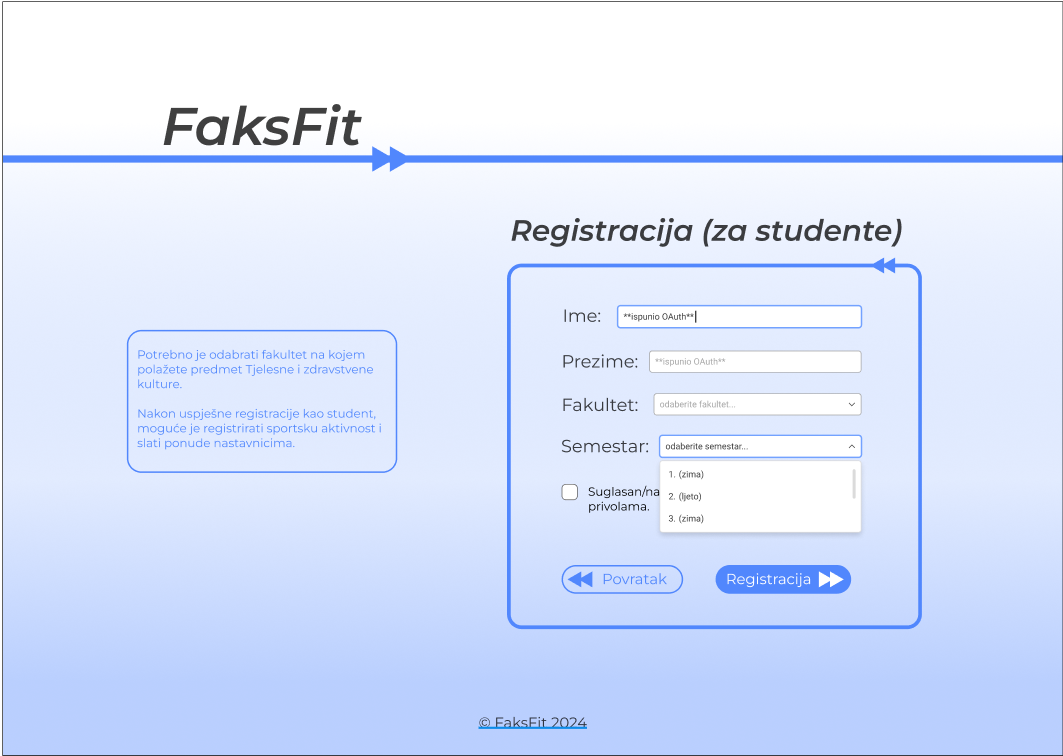 FaksFit
Registracija (za studente)
Potrebno je odabrati fakultet na kojem
polažete predmet Tjelesne i zdravstvene
kulture.
Nakon uspješne registracije kao student,
moguće je registrirati sportsku aktivnost i
slati ponude nastavnicima.
Ime: **ispunio OAuth**
Prezime: **ispunio OAuth**
Fakultet: odaberite fakultet...
Semestar: odaberite semestar...
1. (zima)
2. (ljeto)
3. (zima)
Suglasan/na
privolama.
Povratak
Registracija
© FaksFit 2024